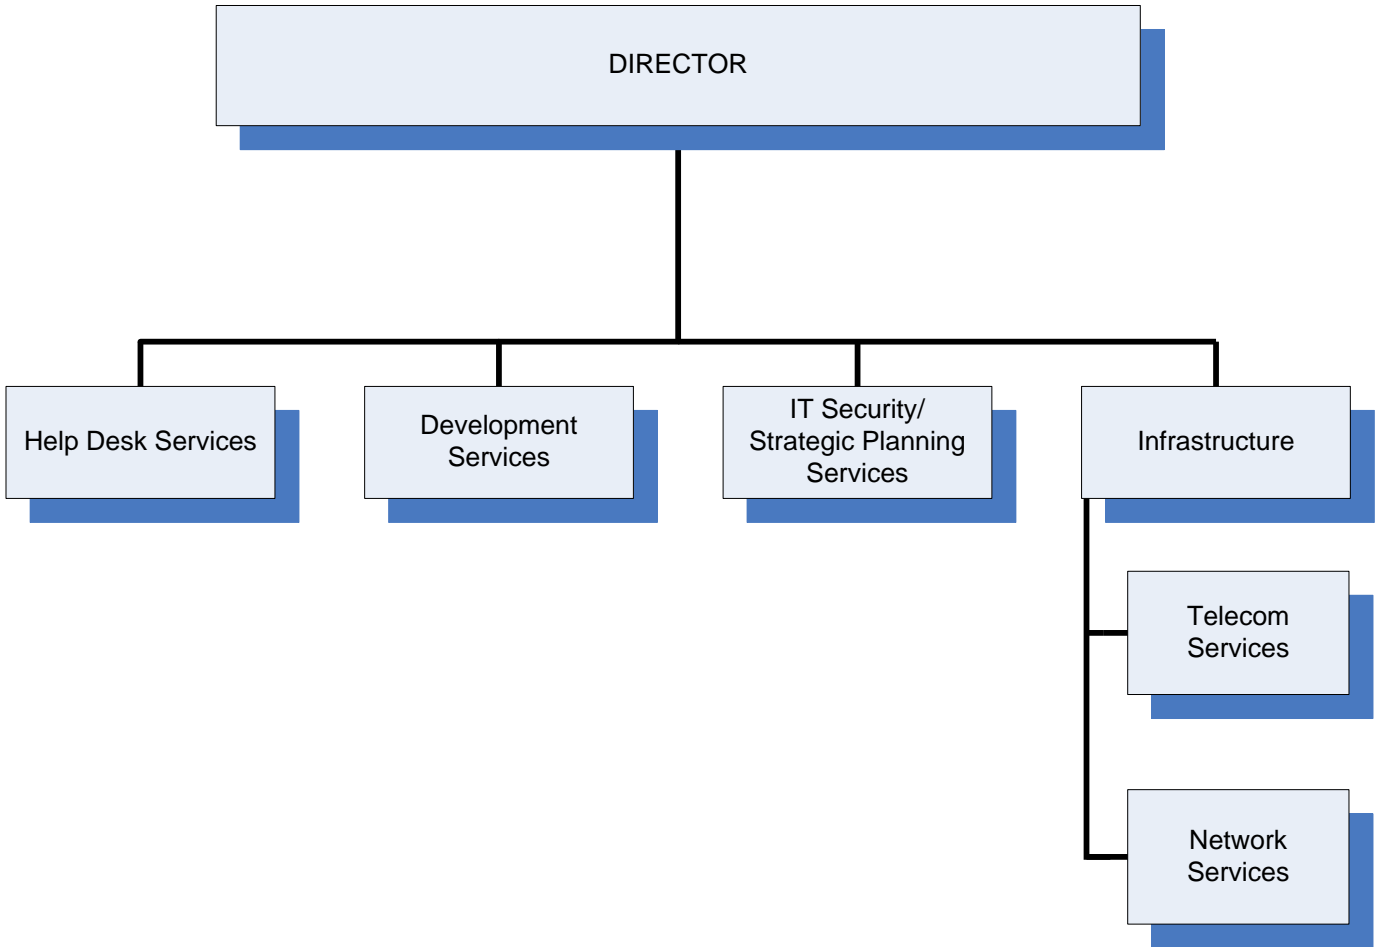 DIRECTOR
Help Desk Services
Development
Services
IT Security/
Strategic Planning
Services
Infrastructure
Telecom
Services
Network
Services